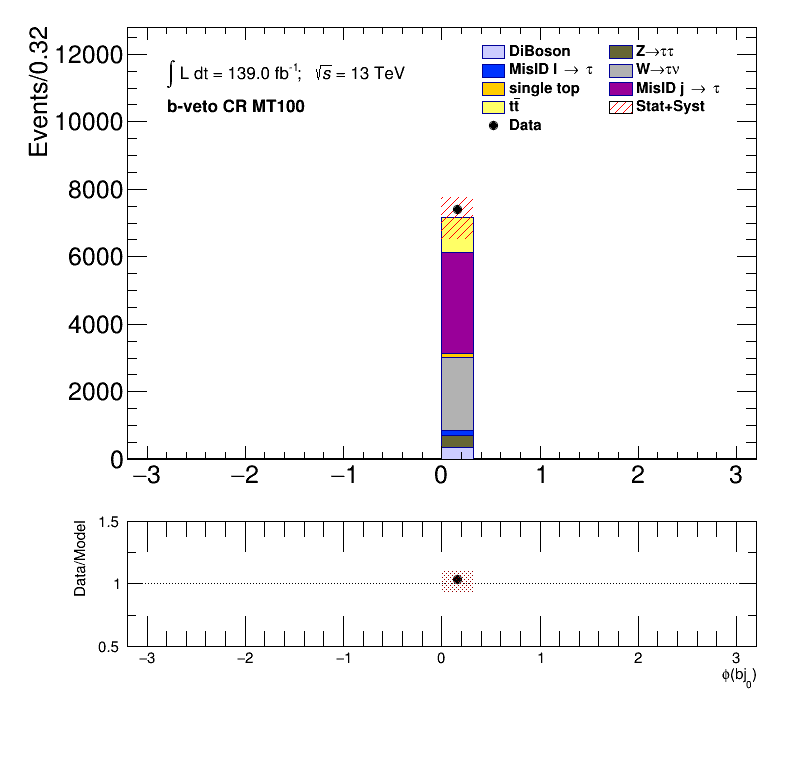 Events/0.32
12000
10000
8000
6000
4000
2000
0
∫ L dt = 139.0 fb⁻¹; √s = 13 TeV
b-veto CR MT100
DiBoson
Z→ττ
MisID l → τ
W→τν
single top
MisID j → τ
tt̄
Stat+Syst
Data
−3 −2 −1 0 1 2 3
Data/Model
1.5
1
0.5
−3 −2 −1 0 1 2 3
ϕ(bj₀)